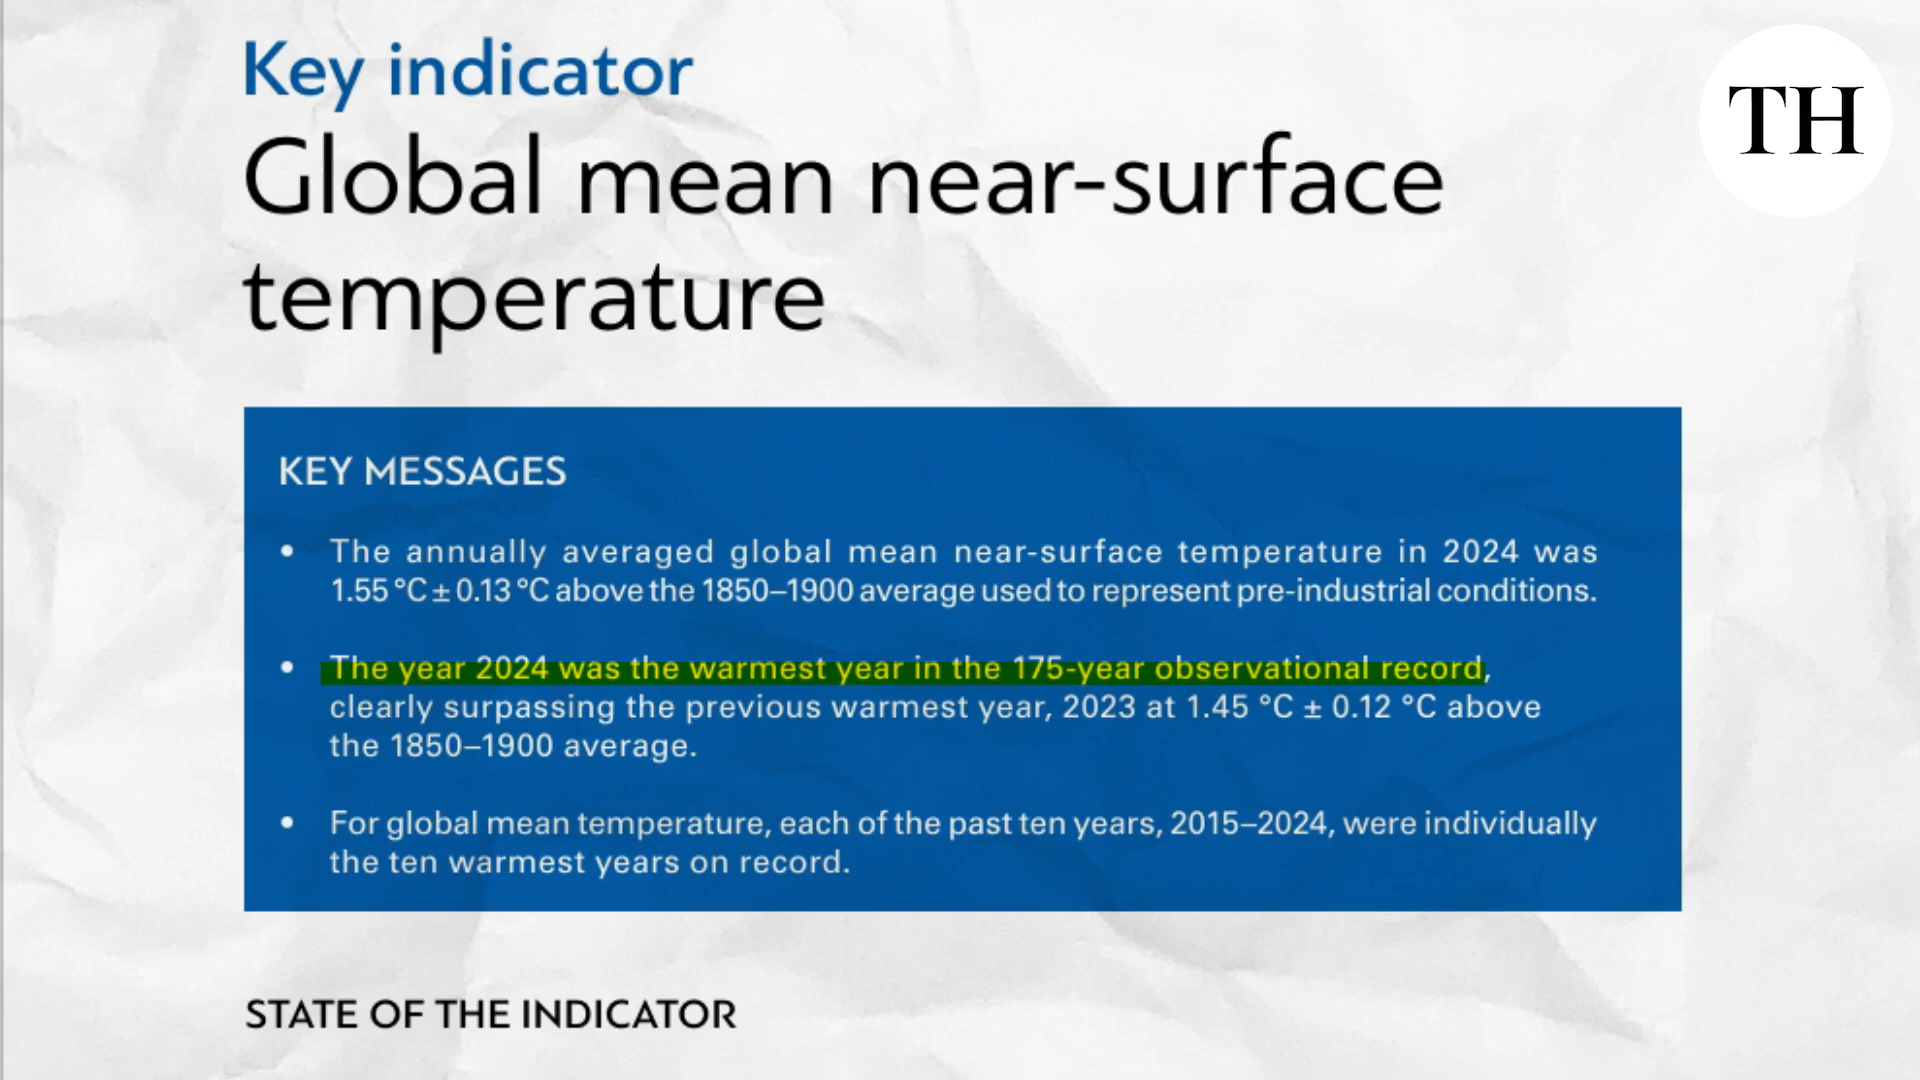 Key indicator
TH
Global mean near-surface
temperature
KEY MESSAGES
• The annually averaged global mean near-surface temperature in 2024 was
1.55 °C ± 0.13 °C above the 1850–1900 average used to represent pre-industrial conditions.
• The year 2024 was the warmest year in the 175-year observational record,
clearly surpassing the previous warmest year, 2023 at 1.45 °C ± 0.12 °C above
the 1850–1900 average.
• For global mean temperature, each of the past ten years, 2015–2024, were individually
the ten warmest years on record.
STATE OF THE INDICATOR